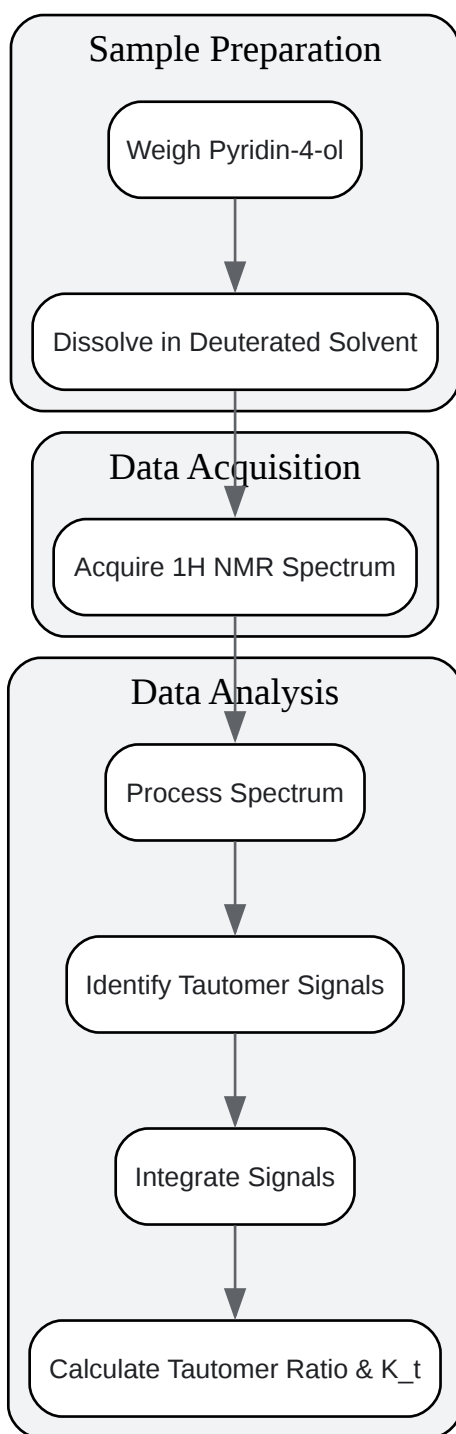 Sample Preparation
Weigh Pyridin-4-ol
Dissolve in Deuterated Solvent
Data Acquisition
Acquire 1H NMR Spectrum
Data Analysis
Process Spectrum
Identify Tautomer Signals
Integrate Signals
Calculate Tautomer Ratio & K_t